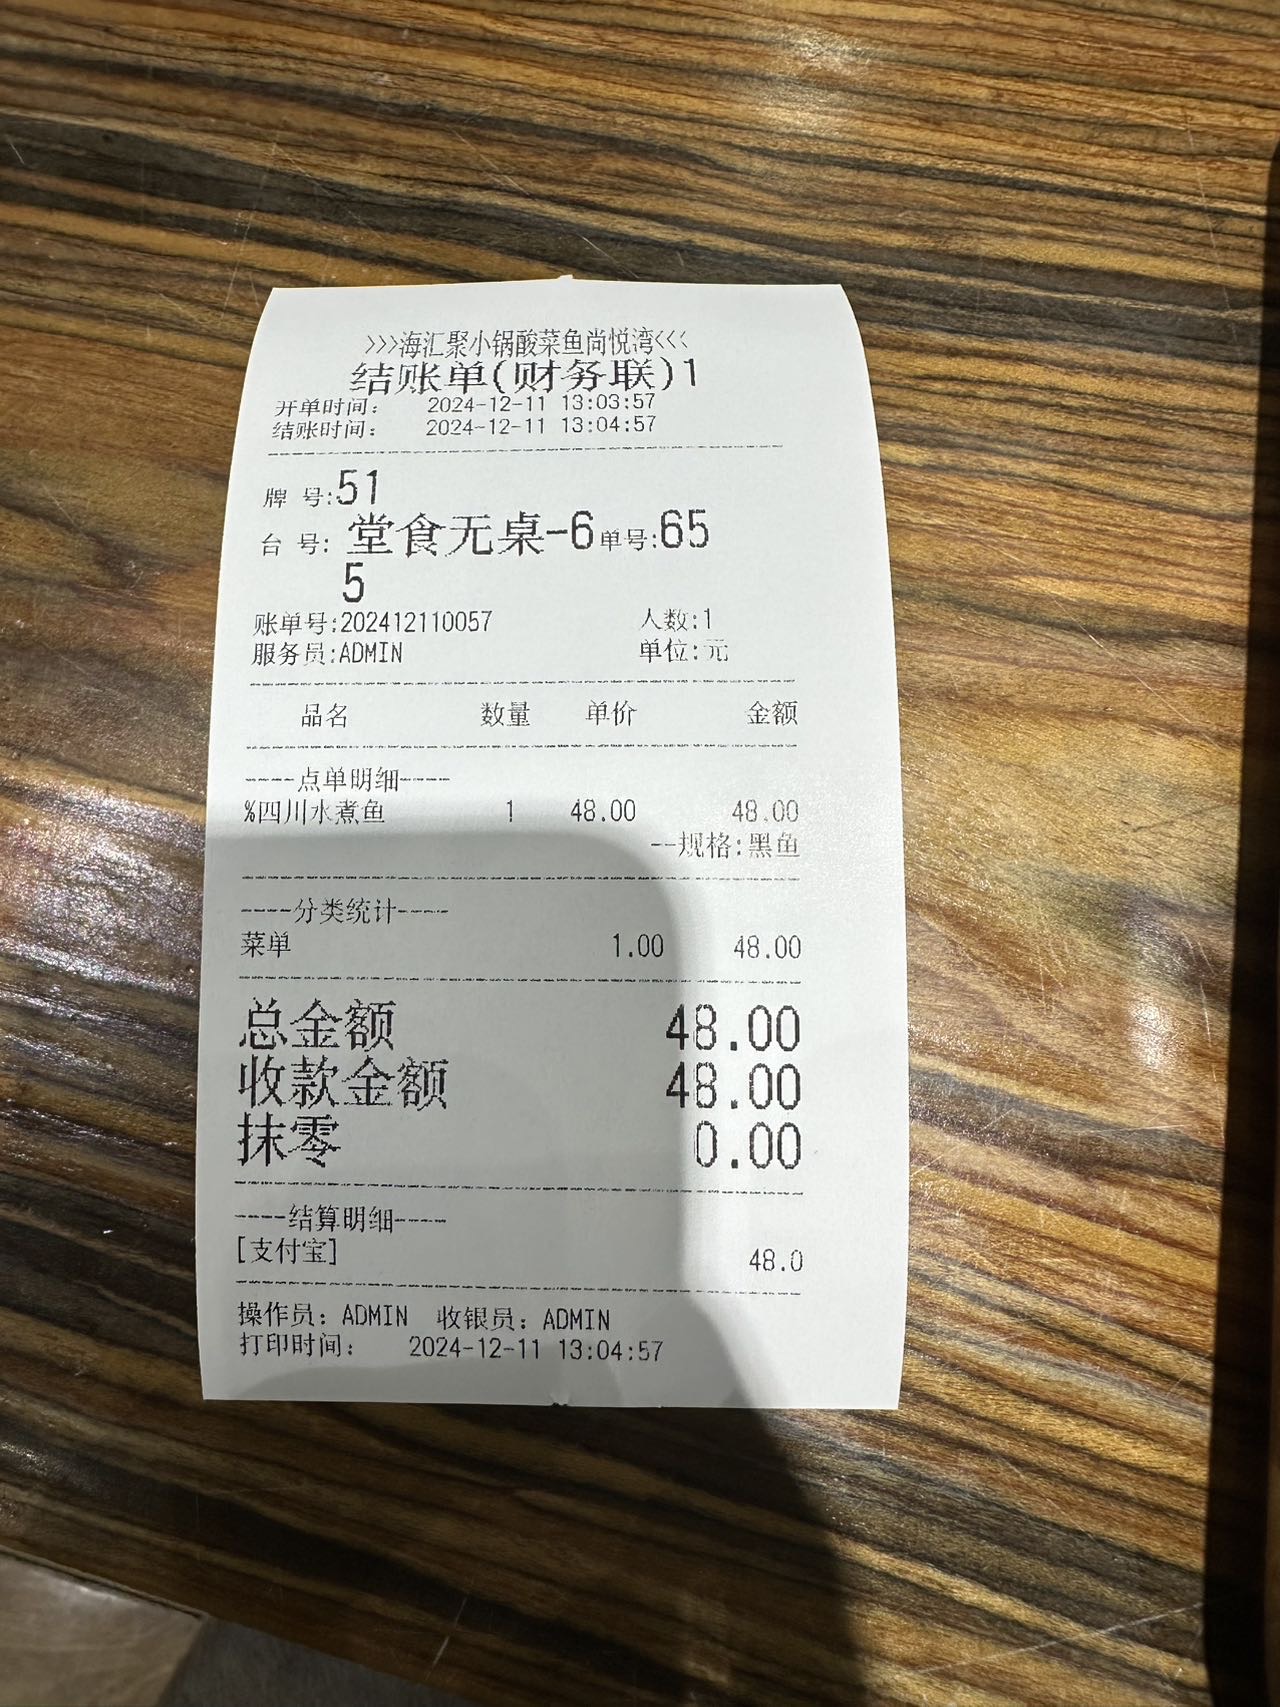 >>>海汇聚小锅酸菜鱼尚悦湾<<<
结账单(财务联)1
开单时间: 2024-12-11 13:03:57
结账时间: 2024-12-11 13:04:57
牌 号:51
台 号: 堂食无桌-6 单号:65
5
账单号:202412110057 人数:1
服务员:ADMIN 单位:元
品名 数量 单价 金额
----点单明细----
%四川水煮鱼 1 48.00 48.00
--规格:黑鱼
----分类统计----
菜单 1.00 48.00
总金额 48.00
收款金额 48.00
抹零 0.00
----结算明细----
[支付宝] 48.0
操作员: ADMIN 收银员: ADMIN
打印时间: 2024-12-11 13:04:57